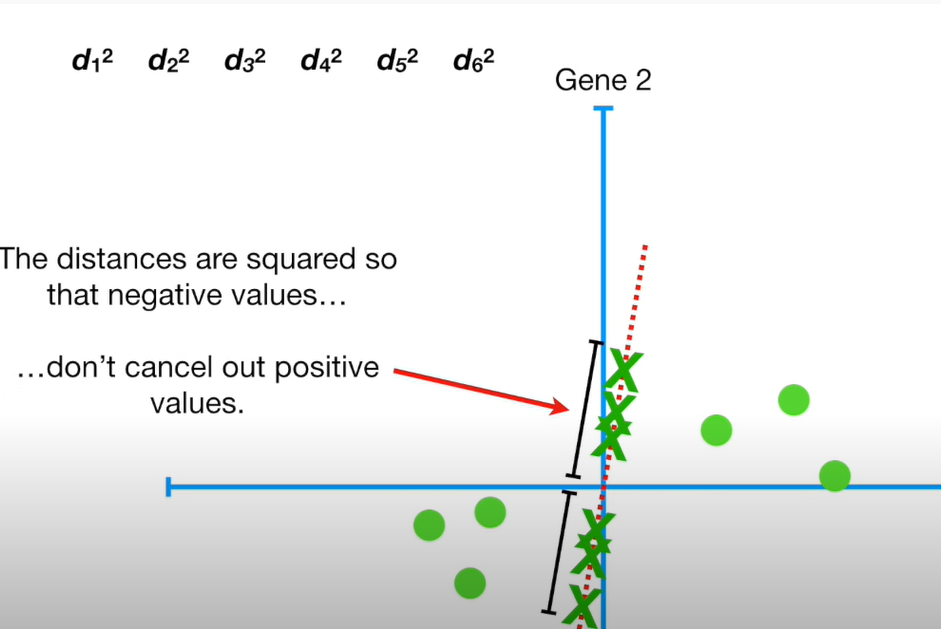 d₁² d₂² d₃² d₄² d₅² d₆²
Gene 2
The distances are squared so
that negative values…
…don’t cancel out positive
values.